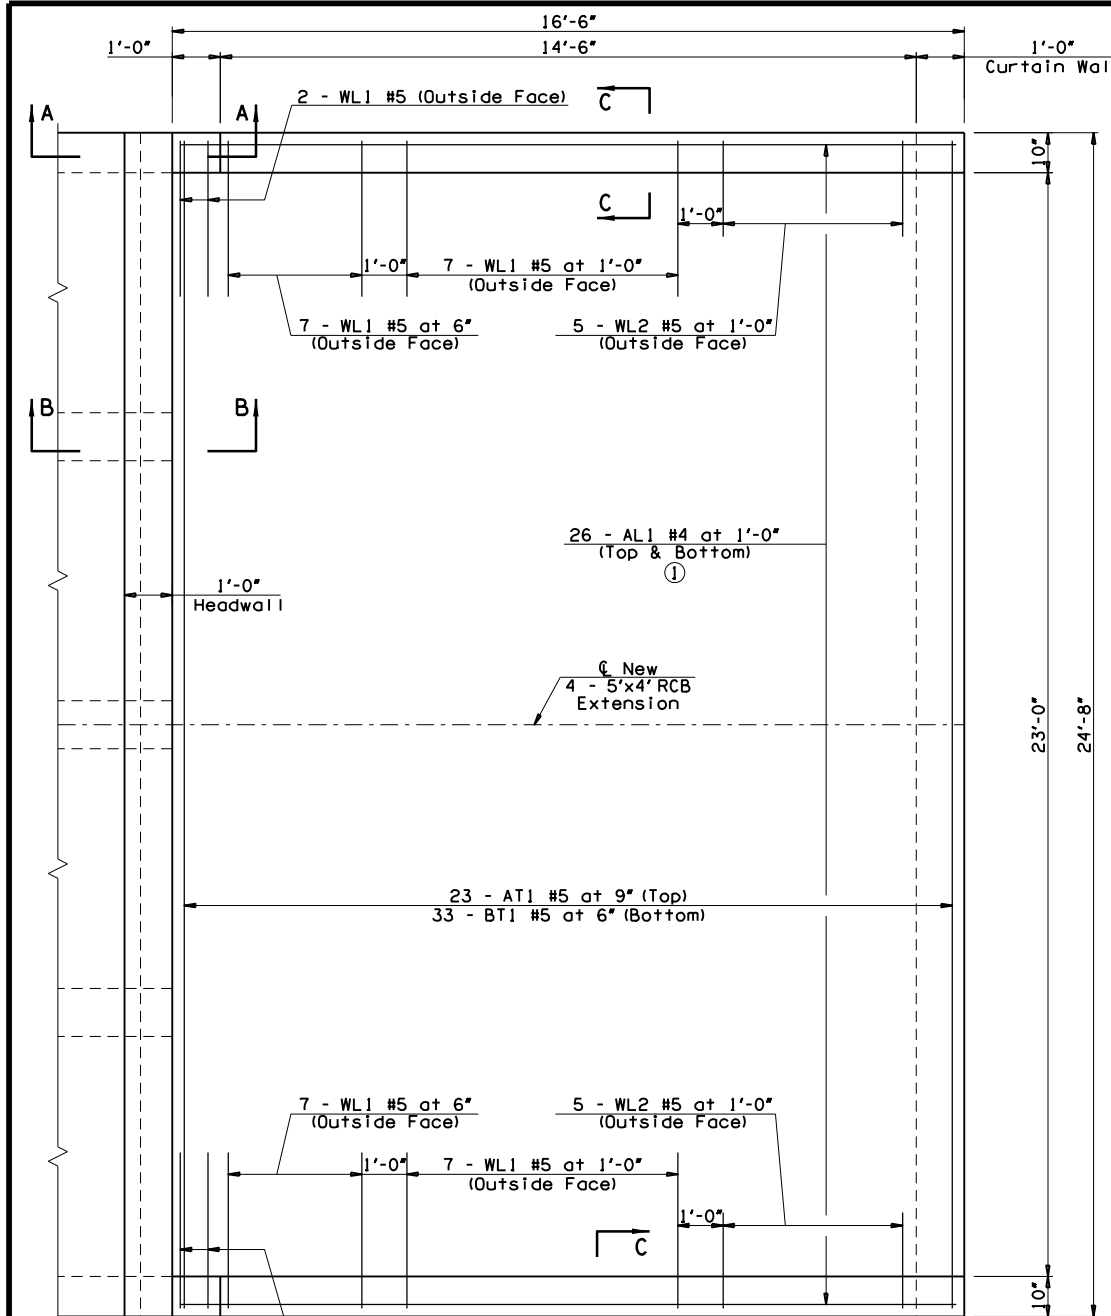 16'-6"
1'-0"
14'-6"
1'-0"
Curtain Wal
2 - WL1 #5 (Outside Face)
C
A
A
10"
C
1'-0"
1'-0"
7 - WL1 #5 at 1'-0"
(Outside Face)
7 - WL1 #5 at 6"
(Outside Face)
5 - WL2 #5 at 1'-0"
(Outside Face)
B
B
26 - AL1 #4 at 1'-0"
(Top & Bottom)
1
1'-0"
Headwall
℄ New
4 - 5'x4' RCB
Extension
23'-0"
24'-8"
23 - AT1 #5 at 9" (Top)
33 - BT1 #5 at 6" (Bottom)
7 - WL1 #5 at 6"
(Outside Face)
5 - WL2 #5 at 1'-0"
(Outside Face)
1'-0"
7 - WL1 #5 at 1'-0"
(Outside Face)
1'-0"
C
10"